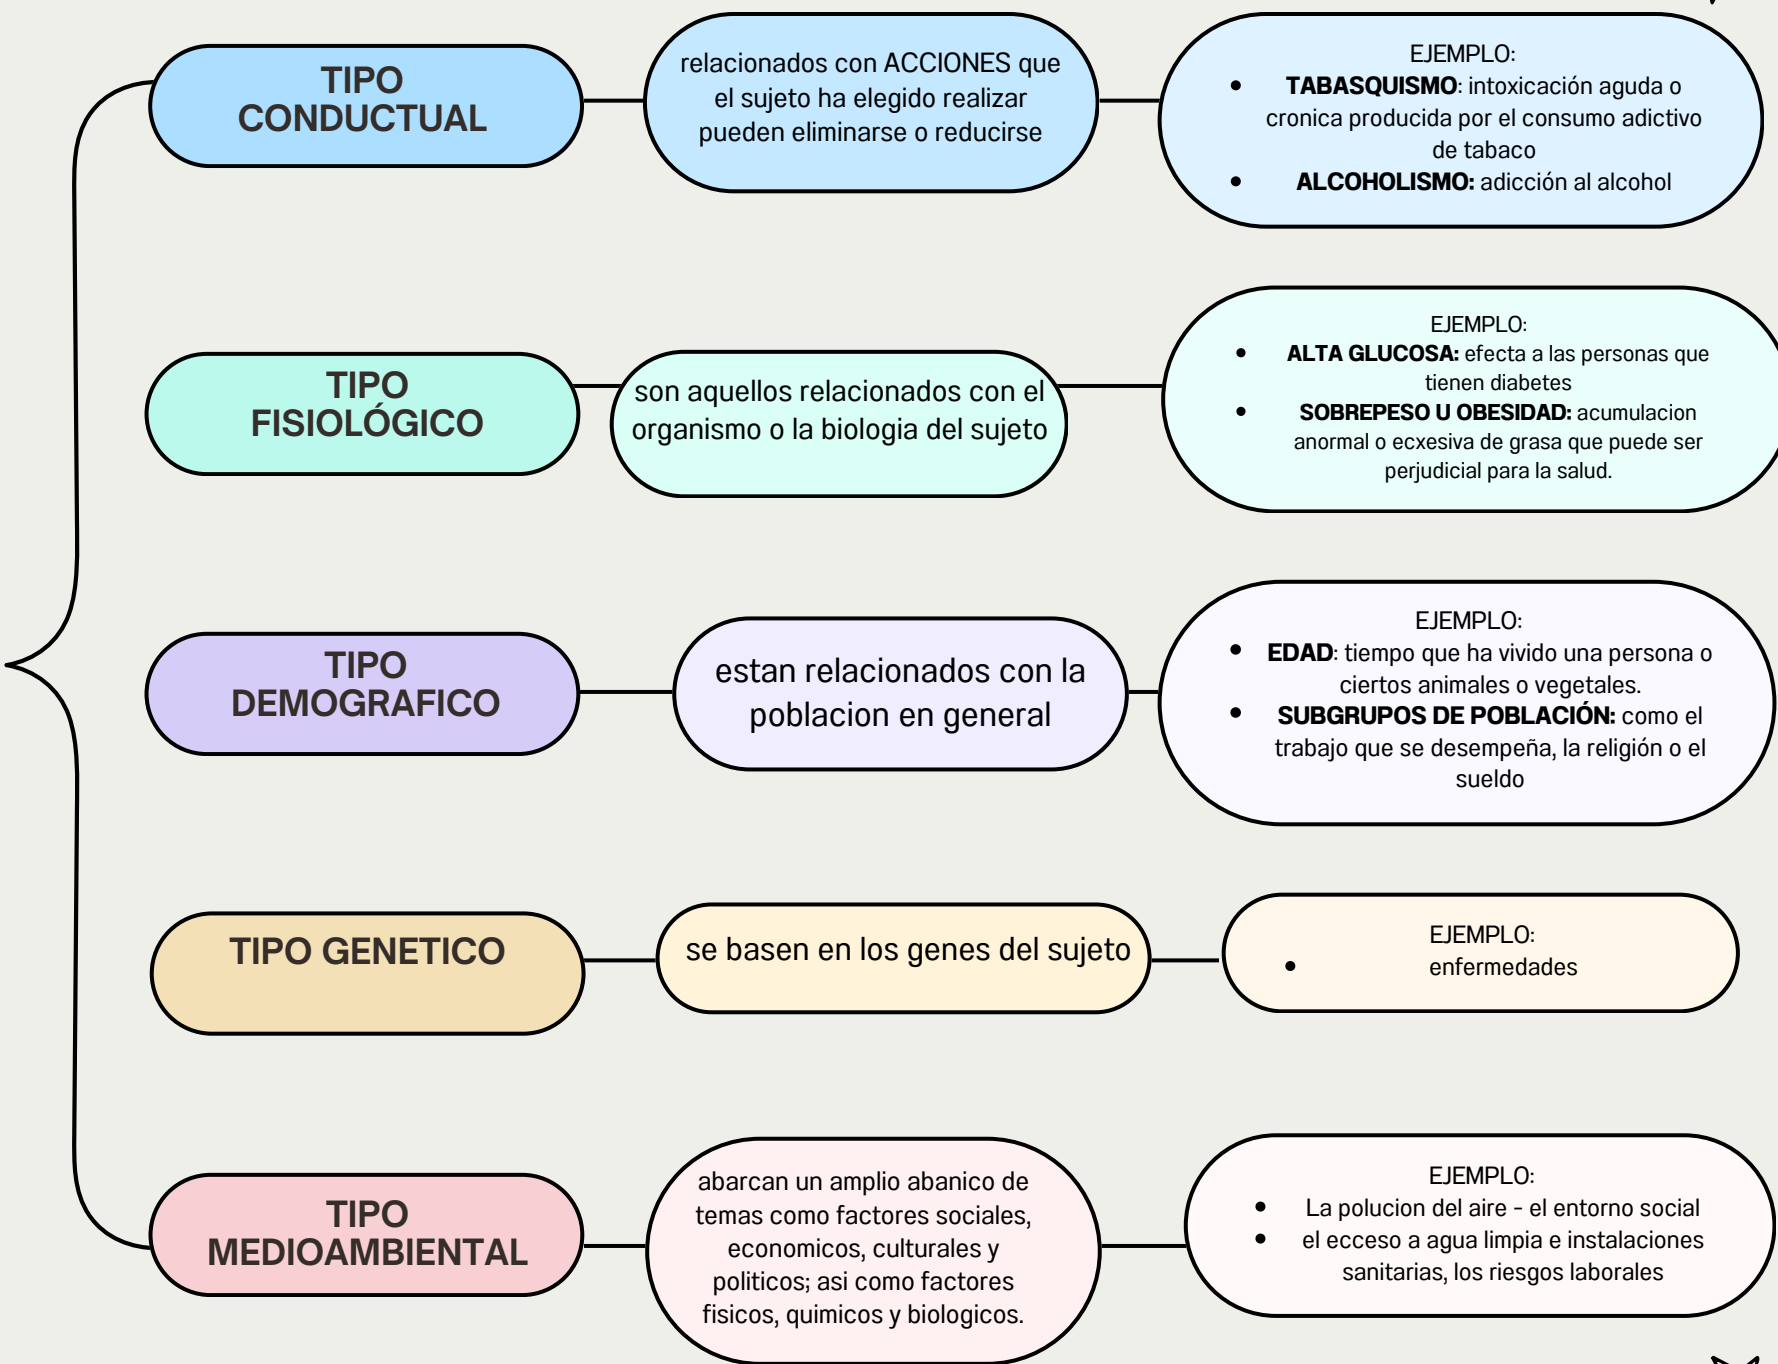 TIPO
CONDUCTUAL
relacionados con ACCIONES que
el sujeto ha elegido realizar
pueden eliminarse o reducirse
EJEMPLO:
• TABASQUISMO: intoxicación aguda o
cronica producida por el consumo adictivo
de tabaco
• ALCOHOLISMO: adicción al alcohol
TIPO
FISIOLÓGICO
son aquellos relacionados con el
organismo o la biologia del sujeto
EJEMPLO:
• ALTA GLUCOSA: efecta a las personas que
tienen diabetes
• SOBREPESO U OBESIDAD: acumulacion
anormal o ecxesiva de grasa que puede ser
perjudicial para la salud.
TIPO
DEMOGRAFICO
estan relacionados con la
poblacion en general
EJEMPLO:
• EDAD: tiempo que ha vivido una persona o
ciertos animales o vegetales.
• SUBGRUPOS DE POBLACIÓN: como el
trabajo que se desempeña, la religión o el
sueldo
TIPO GENETICO
se basen en los genes del sujeto
EJEMPLO:
• enfermedades
TIPO
MEDIOAMBIENTAL
abarcan un amplio abanico de
temas como factores sociales,
economicos, culturales y
politicos; asi como factores
fisicos, quimicos y biologicos.
EJEMPLO:
• La polucion del aire - el entorno social
• el ecceso a agua limpia e instalaciones
sanitarias, los riesgos laborales